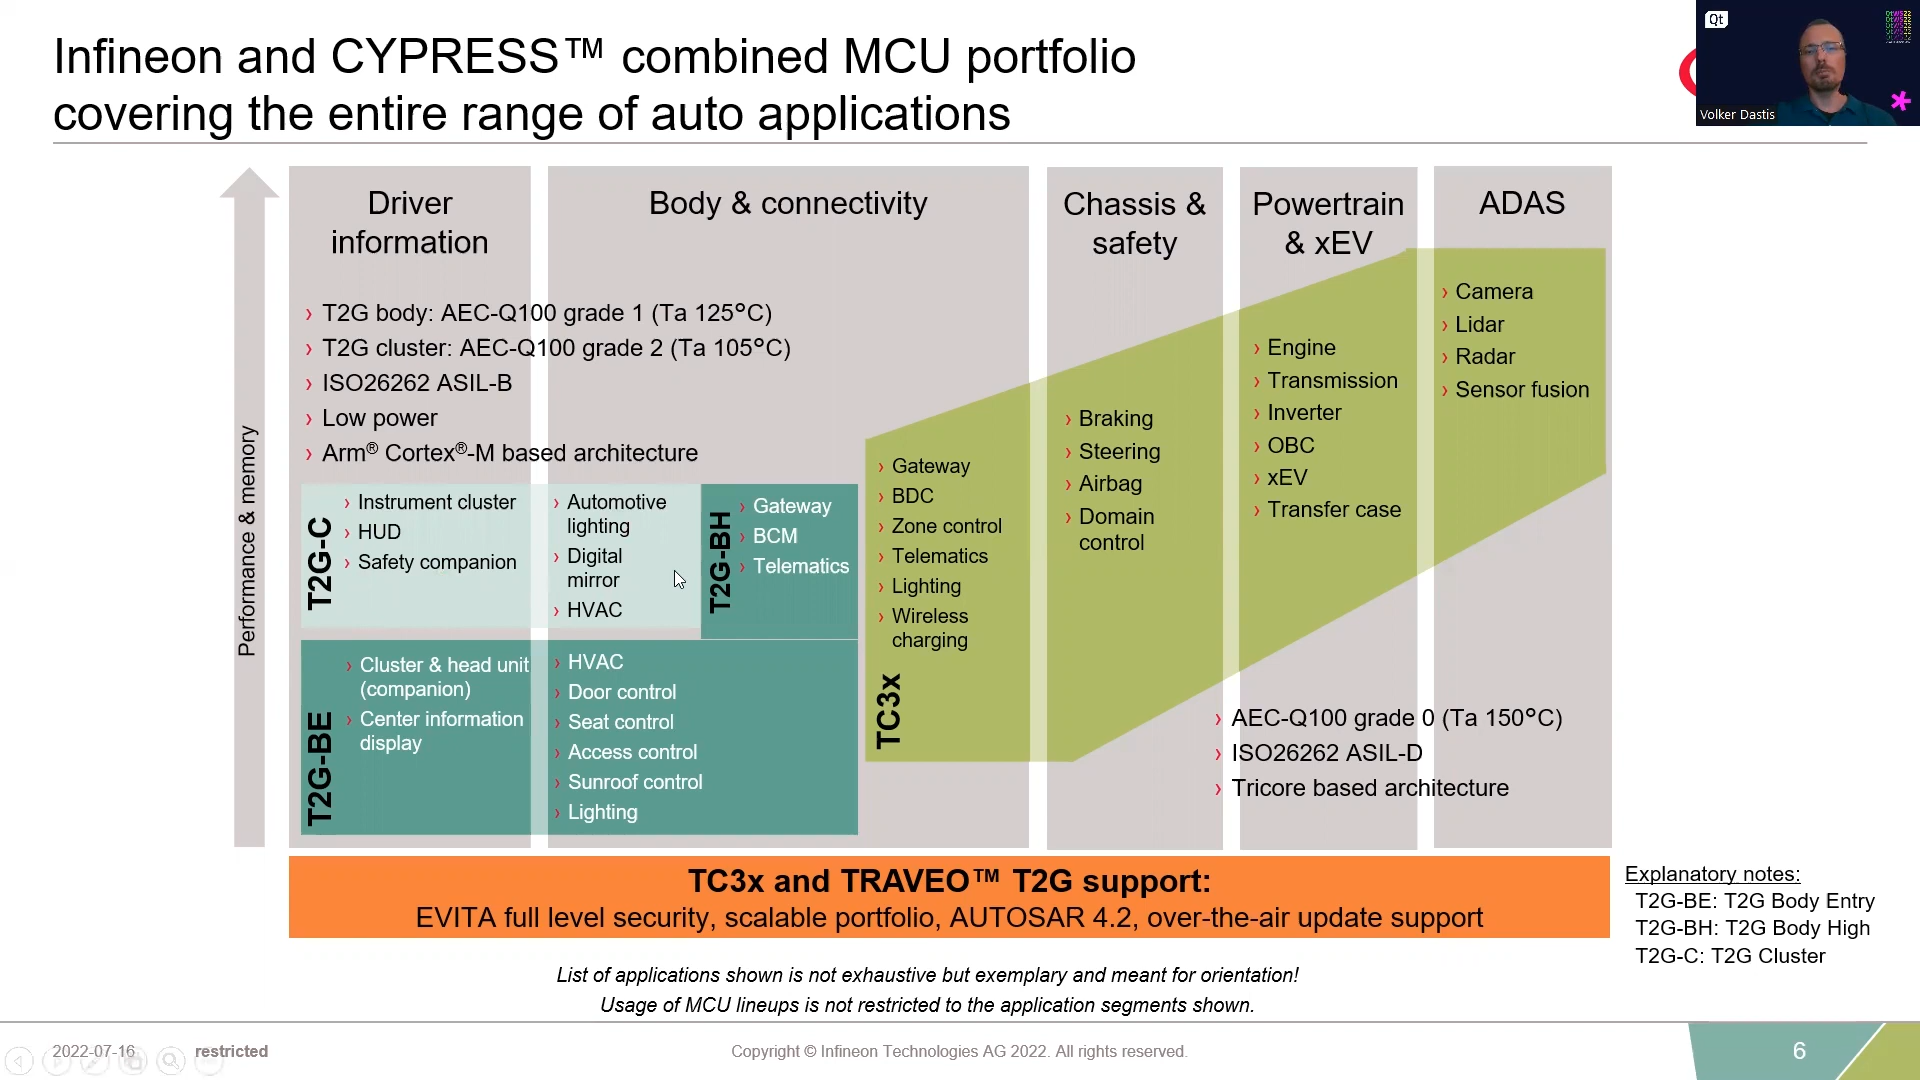 Infineon and CYPRESS™ combined MCU portfolio
covering the entire range of auto applications
Qt
Volker Dastis
Performance & memory
Driver
information
Body & connectivity
Chassis &
safety
Powertrain
& xEV
ADAS
› T2G body: AEC-Q100 grade 1 (Ta 125°C)
› T2G cluster: AEC-Q100 grade 2 (Ta 105°C)
› ISO26262 ASIL-B
› Low power
› Arm® Cortex®-M based architecture
T2G-C
› Instrument cluster
› HUD
› Safety companion
› Automotive
lighting
› Digital
mirror
› HVAC
T2G-BH
› Gateway
› BCM
› Telematics
T2G-BE
› Cluster & head unit
(companion)
› Center information
display
› HVAC
› Door control
› Seat control
› Access control
› Sunroof control
› Lighting
› Gateway
› BDC
› Zone control
› Telematics
› Lighting
› Wireless
charging
TC3x
› Braking
› Steering
› Airbag
› Domain
control
› Engine
› Transmission
› Inverter
› OBC
› xEV
› Transfer case
› Camera
› Lidar
› Radar
› Sensor fusion
› AEC-Q100 grade 0 (Ta 150°C)
› ISO26262 ASIL-D
› Tricore based architecture
TC3x and TRAVEO™ T2G support:
EVITA full level security, scalable portfolio, AUTOSAR 4.2, over-the-air update support
Explanatory notes:
T2G-BE: T2G Body Entry
T2G-BH: T2G Body High
T2G-C: T2G Cluster
List of applications shown is not exhaustive but exemplary and meant for orientation!
Usage of MCU lineups is not restricted to the application segments shown.
2022-07-16
restricted
Copyright © Infineon Technologies AG 2022. All rights reserved.
6